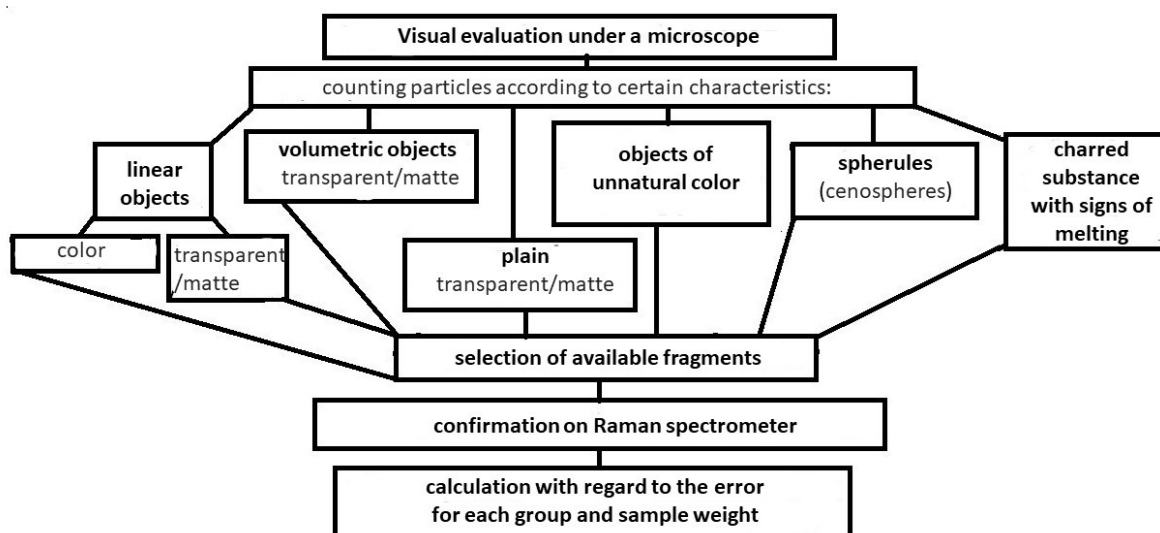 Visual evaluation under a microscope
counting particles according to certain characteristics:
linear
objects
volumetric objects
transparent/matte
objects of
unnatural color
spherules
(cenospheres)
charred
substance
with signs of
melting
color
transparent
/matte
plain
transparent/matte
selection of available fragments
confirmation on Raman spectrometer
calculation with regard to the error
for each group and sample weight